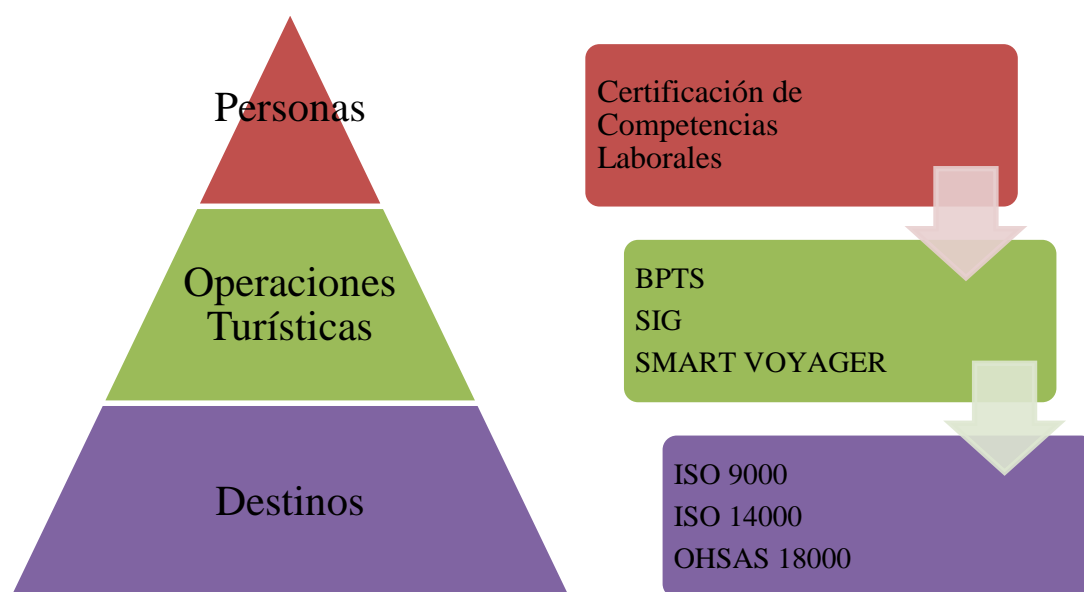 Personas
Operaciones
Turísticas
Destinos
Certificación de
Competencias
Laborales
BPTS
SIG
SMART VOYAGER
ISO 9000
ISO 14000
OHSAS 18000